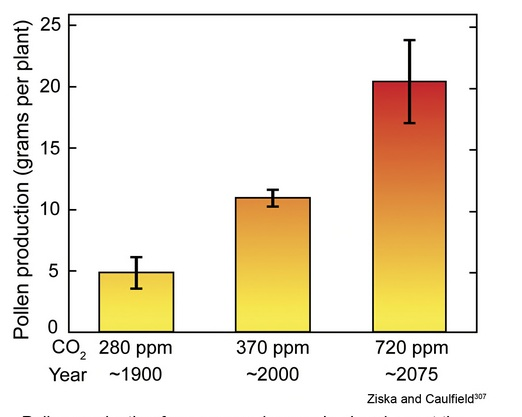 Pollen production (grams per plant)
25
20
15
10
5
0
CO₂ 280 ppm 370 ppm 720 ppm
Year ~1900 ~2000 ~2075
Ziska and Caulfield³⁰⁷